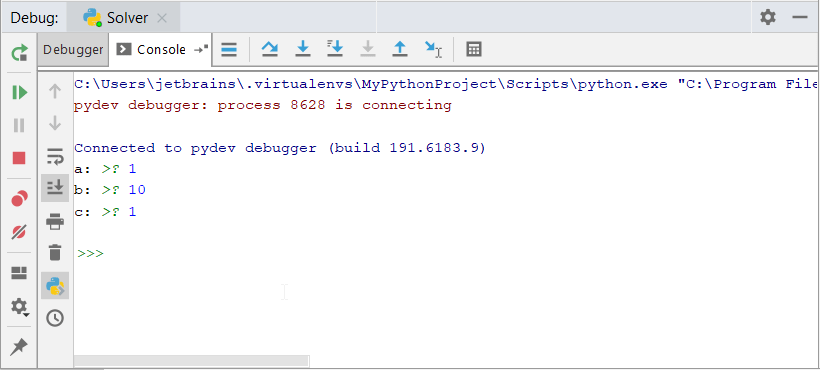 Debug: Solver
Debugger Console
C:\Users\jetbrains\.virtualenvs\MyPythonProject\Scripts\python.exe "C:\Program File
pydev debugger: process 8628 is connecting
Connected to pydev debugger (build 191.6183.9)
a: >? 1
b: >? 10
c: >? 1
>>>